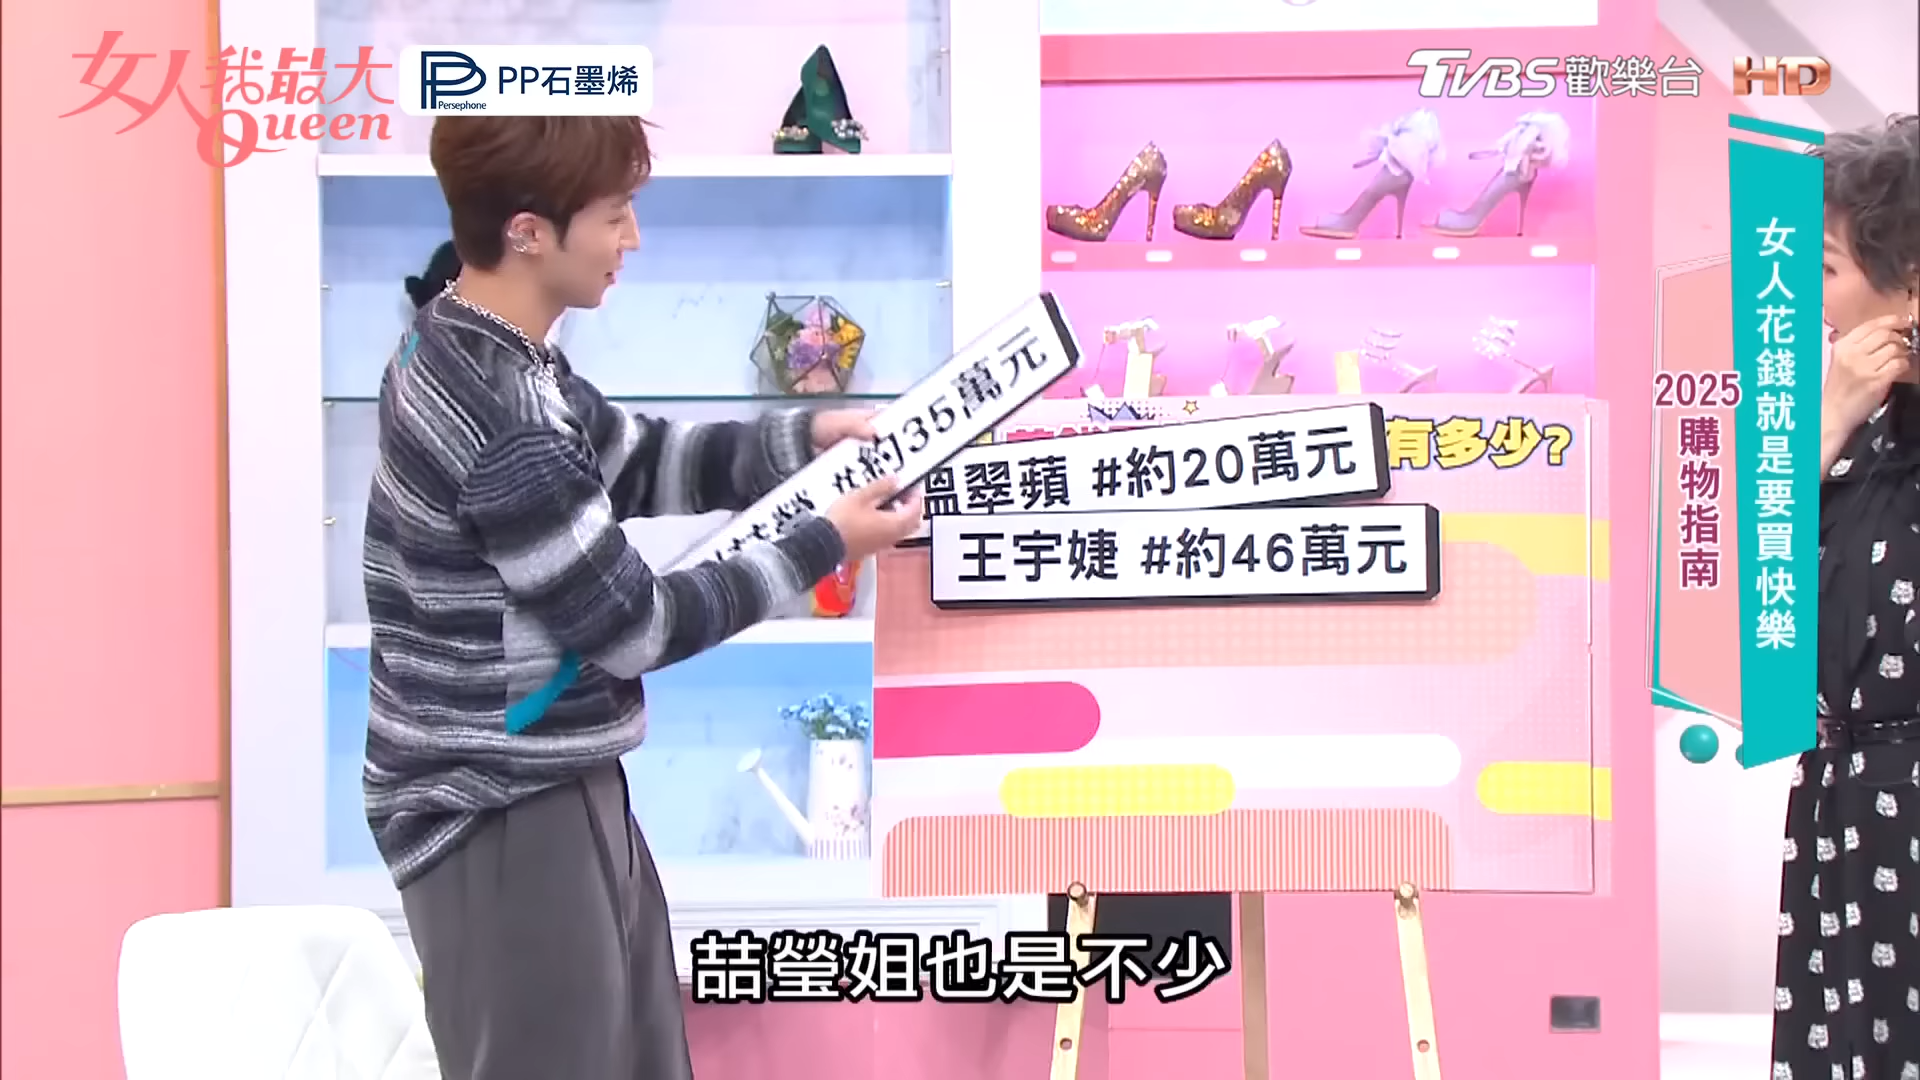 女人我最大
Queen
PP
Persephone
PP石墨烯
TVBS歡樂台
HD
有多少?
#約35萬元
溫翠蘋 #約20萬元
王宇婕 #約46萬元
女人花錢就是要買快樂
2025
購物指南
喆瑩姐也是不少